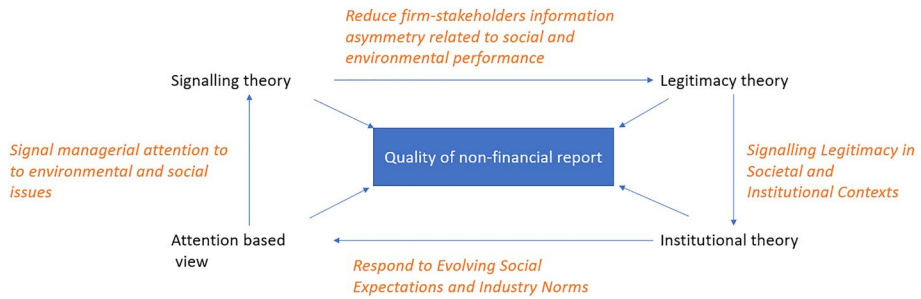 Reduce firm-stakeholders information
asymmetry related to social and
environmental performance
Signalling theory
Legitimacy theory
Signal managerial attention to
to environmental and social
issues
Quality of non-financial report
Signalling Legitimacy in
Societal and
Institutional Contexts
Attention based
view
Institutional theory
Respond to Evolving Social
Expectations and Industry Norms